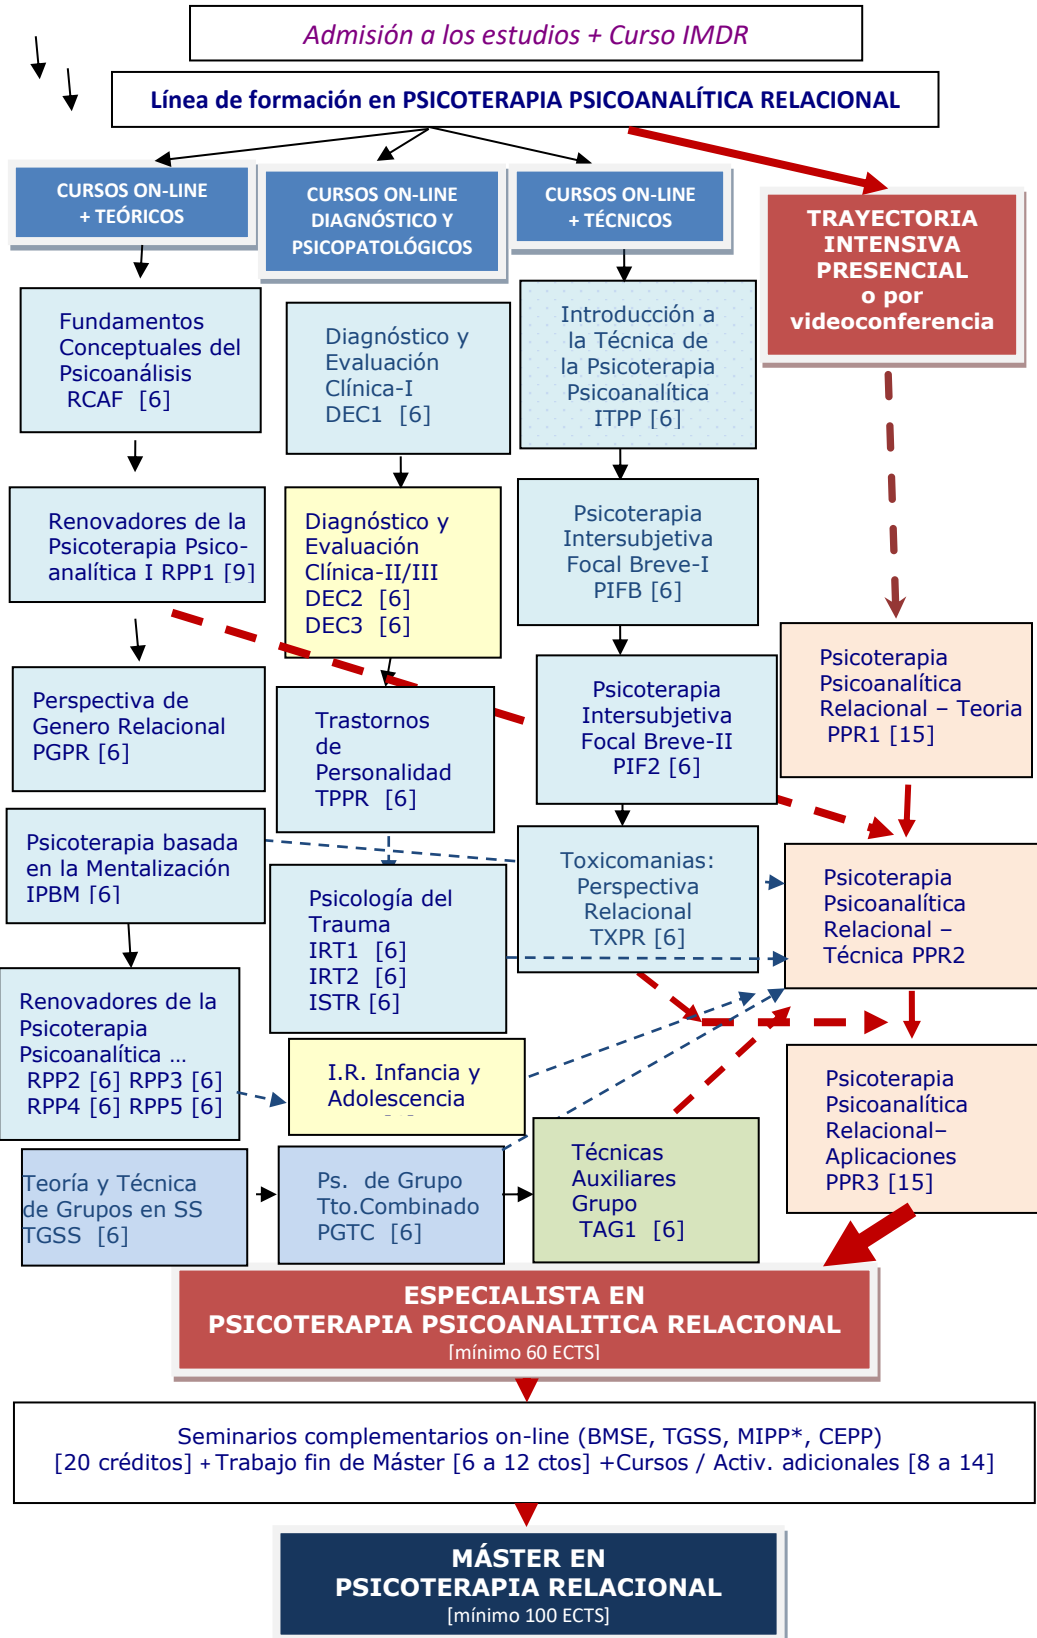 Admisión a los estudios + Curso IMDR
Línea de formación en PSICOTERAPIA PSICOANALÍTICA RELACIONAL
CURSOS ON-LINE
+ TEÓRICOS
CURSOS ON-LINE
DIAGNÓSTICO Y
PSICOPATOLÓGICOS
CURSOS ON-LINE
+ TÉCNICOS
TRAYECTORIA
INTENSIVA
PRESENCIAL
o por
videoconferencia
Fundamentos
Conceptuales del
Psicoanálisis
RCAF [6]
Diagnóstico y
Evaluación
Clínica-I
DEC1 [6]
Introducción a
la Técnica de
la Psicoterapia
Psicoanalítica
ITPP [6]
Renovadores de la
Psicoterapia Psico-
analítica I RPP1 [9]
Diagnóstico y
Evaluación
Clínica-II/III
DEC2 [6]
DEC3 [6]
Psicoterapia
Intersubjetiva
Focal Breve-I
PIFB [6]
Psicoterapia
Psicoanalítica
Relacional – Teoria
PPR1 [15]
Perspectiva de
Genero Relacional
PGPR [6]
Trastornos
de
Personalidad
TPPR [6]
Psicoterapia
Intersubjetiva
Focal Breve-II
PIF2 [6]
Psicoterapia basada
en la Mentalización
IPBM [6]
Psicología del
Trauma
IRT1 [6]
IRT2 [6]
ISTR [6]
Toxicomanias:
Perspectiva
Relacional
TXPR [6]
Psicoterapia
Psicoanalítica
Relacional –
Técnica PPR2
Renovadores de la
Psicoterapia
Psicoanalítica ...
RPP2 [6] RPP3 [6]
RPP4 [6] RPP5 [6]
I.R. Infancia y
Adolescencia
Psicoterapia
Psicoanalítica
Relacional–
Aplicaciones
PPR3 [15]
Teoría y Técnica
de Grupos en SS
TGSS [6]
Ps. de Grupo
Tto.Combinado
PGTC [6]
Técnicas
Auxiliares
Grupo
TAG1 [6]
ESPECIALISTA EN
PSICOTERAPIA PSICOANALITICA RELACIONAL
[mínimo 60 ECTS]
Seminarios complementarios on-line (BMSE, TGSS, MIPP*, CEPP)
[20 créditos] + Trabajo fin de Máster [6 a 12 ctos] +Cursos / Activ. adicionales [8 a 14]
MÁSTER EN
PSICOTERAPIA RELACIONAL
[mínimo 100 ECTS]